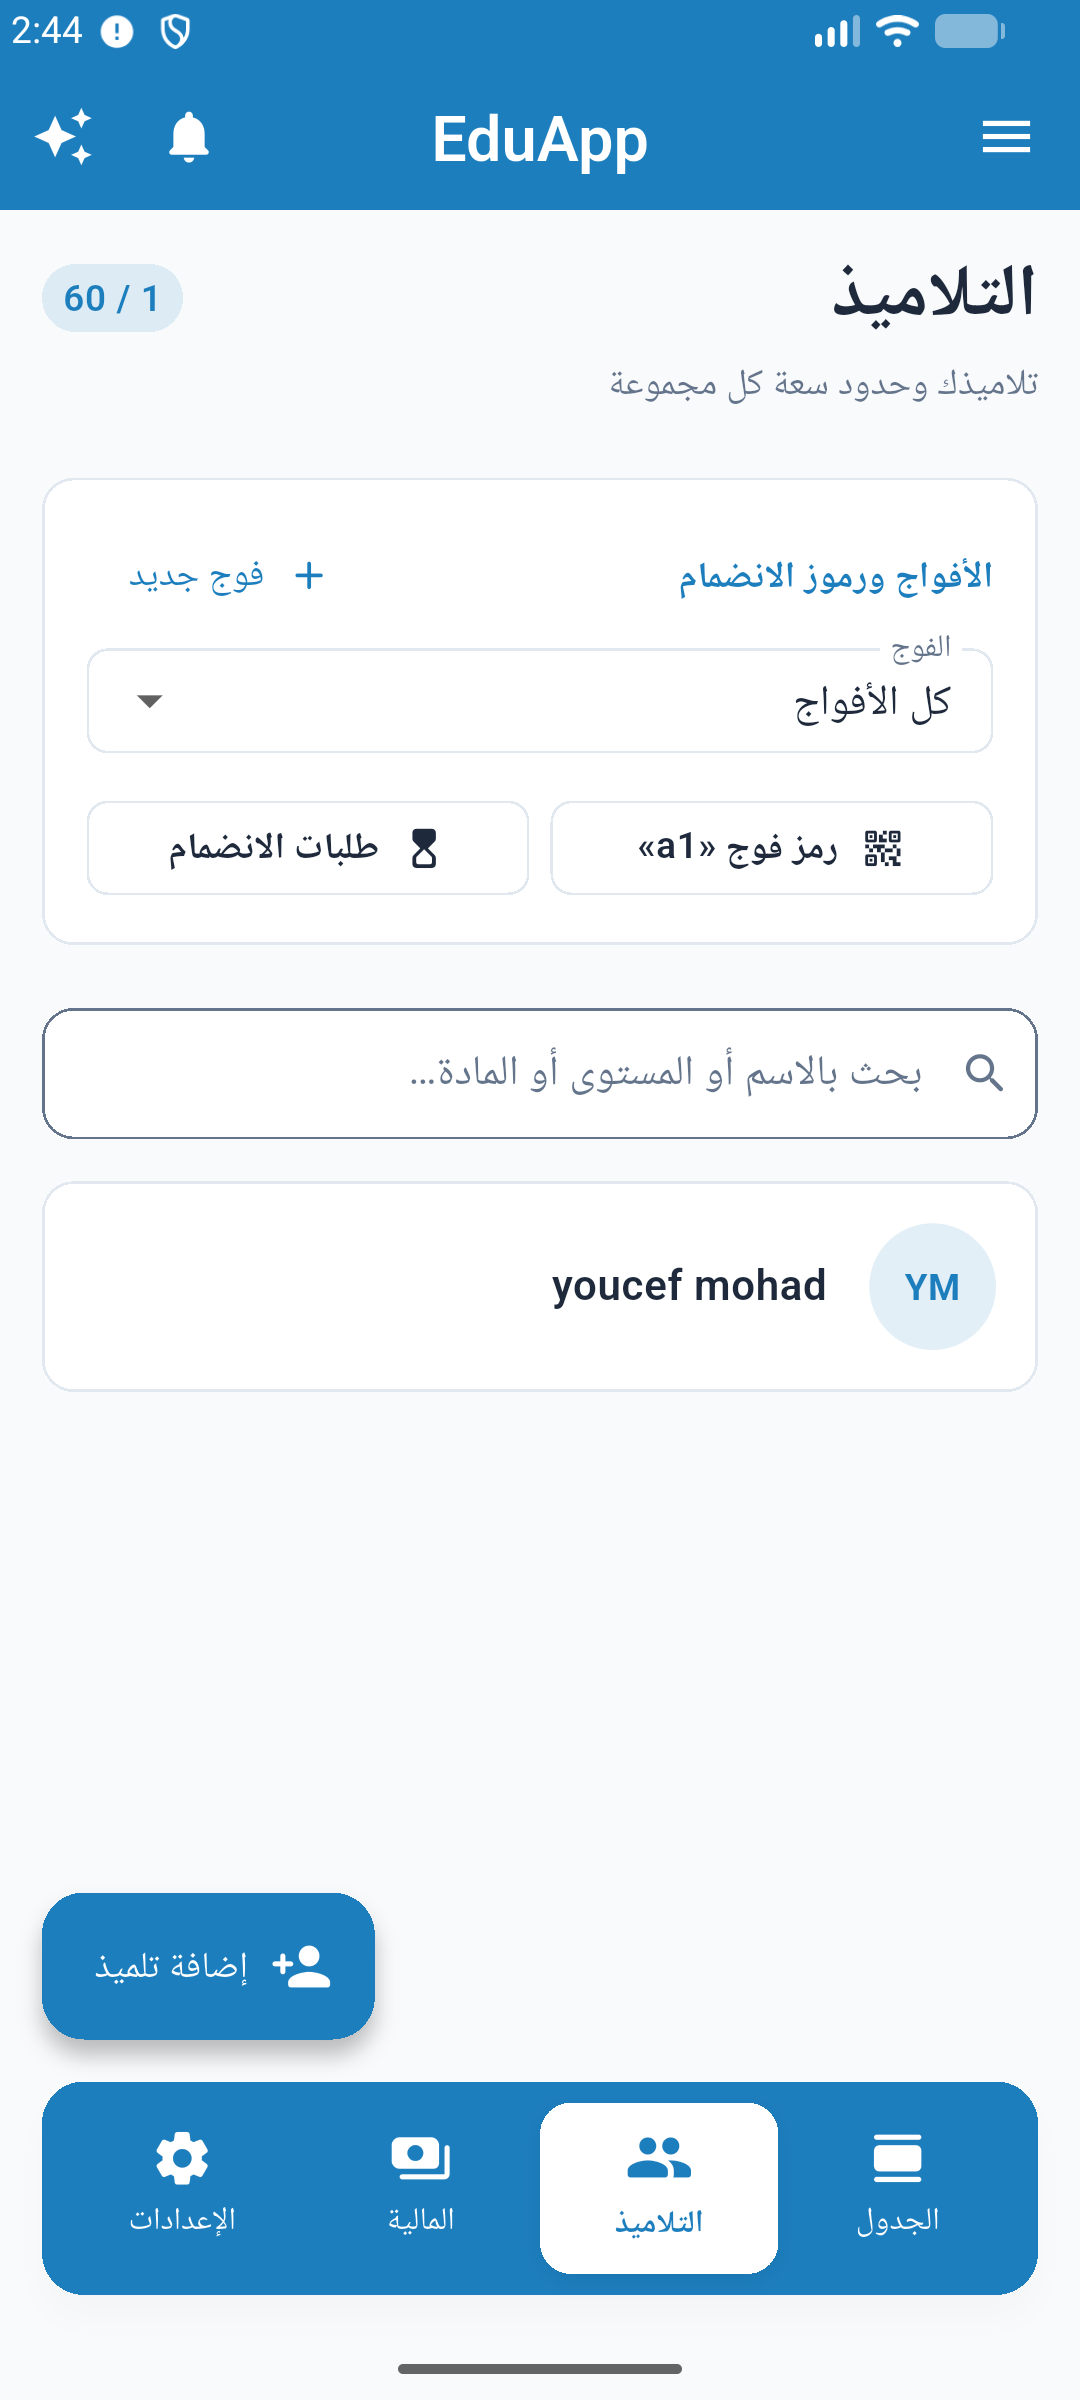 2:44
EduApp
التلاميذ
1 / 60
تلاميذك وحدود سعة كل مجموعة
الأفواج ورموز الانضمام
فوج جديد
الفوج
كل الأفواج
رمز فوج «a1»
طلبات الانضمام
بحث بالاسم أو المستوى أو المادة...
YM
youcef mohad
إضافة تلميذ
الجدول
التلاميذ
المالية
الإعدادات